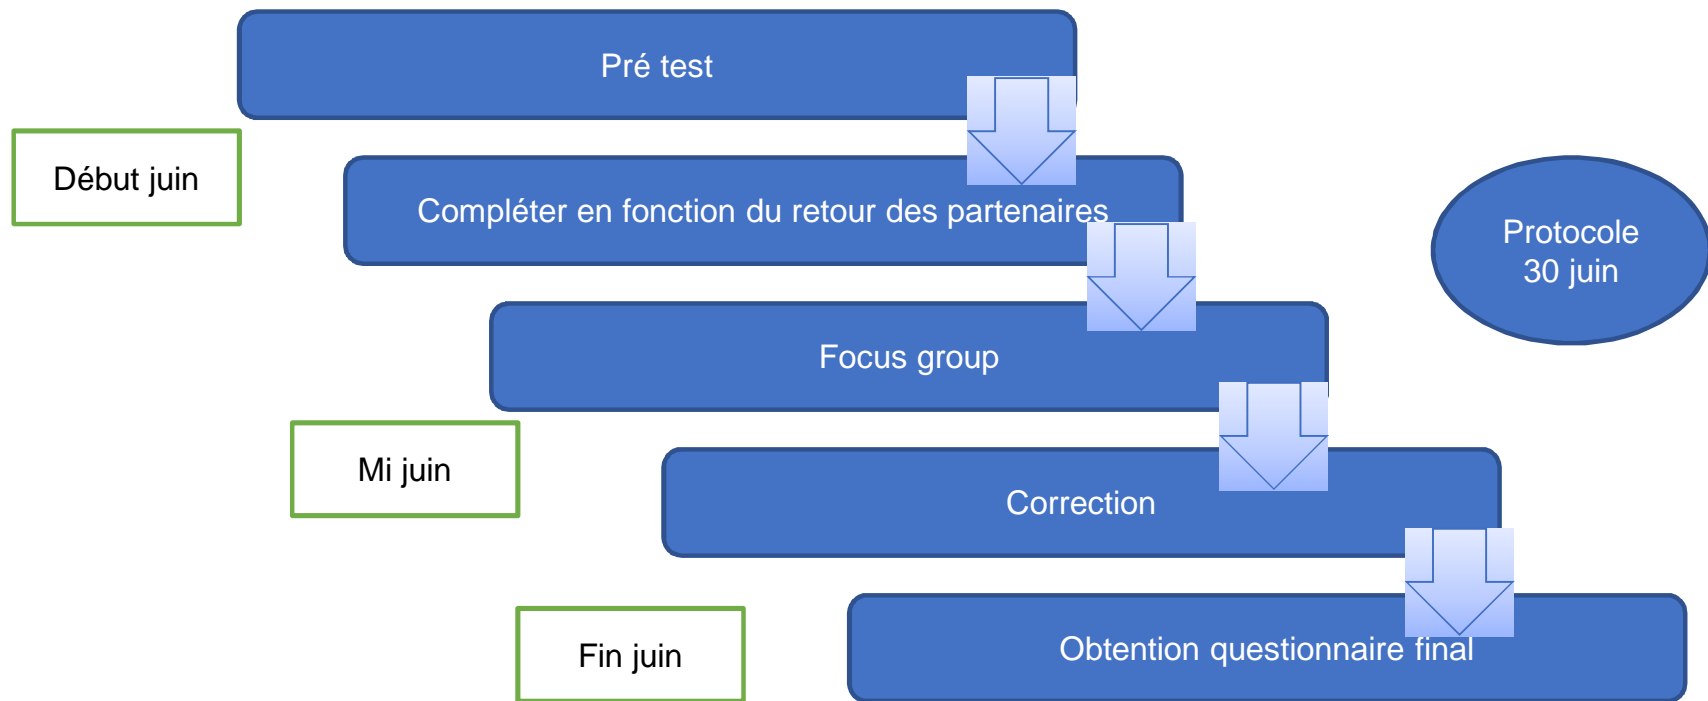 Pré test
Début juin
Compléter en fonction du retour des partenaires
Protocole
30 juin
Focus group
Mi juin
Correction
Fin juin
Obtention questionnaire final